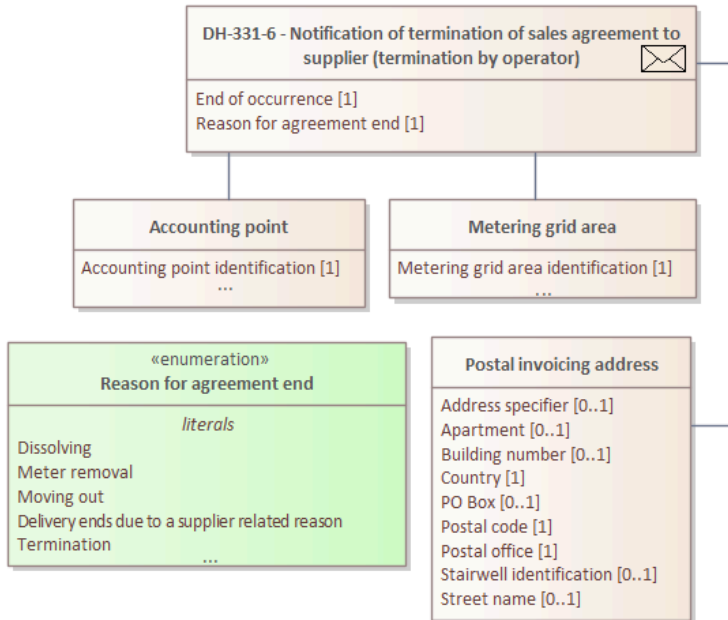 DH-331-6 - Notification of termination of sales agreement to
supplier (termination by operator)
End of occurrence [1]
Reason for agreement end [1]
Accounting point
Accounting point identification [1]
...
Metering grid area
Metering grid area identification [1]
...
«enumeration»
Reason for agreement end
literals
Dissolving
Meter removal
Moving out
Delivery ends due to a supplier related reason
Termination
...
Postal invoicing address
Address specifier [0..1]
Apartment [0..1]
Building number [0..1]
Country [1]
PO Box [0..1]
Postal code [1]
Postal office [1]
Stairwell identification [0..1]
Street name [0..1]